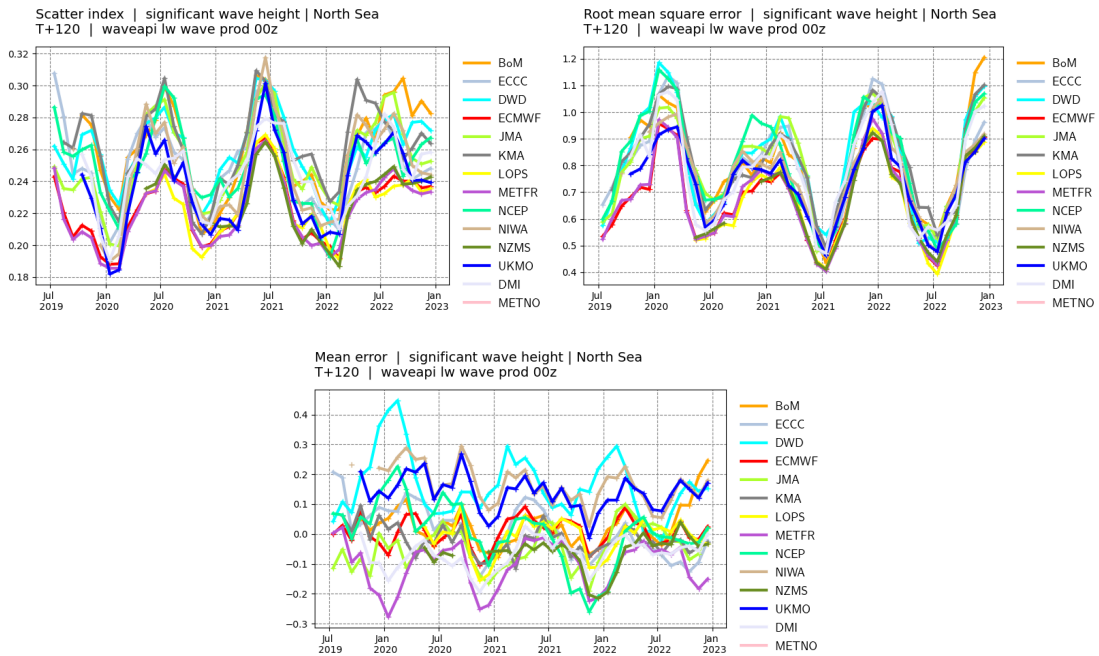 Scatter index | significant wave height | North Sea
T+120 | waveapi lw wave prod 00z
0.32
0.30
0.28
0.26
0.24
0.22
0.20
0.18
Jul
2019
Jan
2020
Jul
2020
Jan
2021
Jul
2021
Jan
2022
Jul
2022
Jan
2023
BoM
ECCC
DWD
ECMWF
JMA
KMA
LOPS
METFR
NCEP
NIWA
NZMS
UKMO
DMI
METNO
Root mean square error | significant wave height | North Sea
T+120 | waveapi lw wave prod 00z
1.2
1.1
1.0
0.9
0.8
0.7
0.6
0.5
0.4
Jul
2019
Jan
2020
Jul
2020
Jan
2021
Jul
2021
Jan
2022
Jul
2022
Jan
2023
BoM
ECCC
DWD
ECMWF
JMA
KMA
LOPS
METFR
NCEP
NIWA
NZMS
UKMO
DMI
METNO
Mean error | significant wave height | North Sea
T+120 | waveapi lw wave prod 00z
0.4
0.3
0.2
0.1
0.0
−0.1
−0.2
−0.3
Jul
2019
Jan
2020
Jul
2020
Jan
2021
Jul
2021
Jan
2022
Jul
2022
Jan
2023
BoM
ECCC
DWD
ECMWF
JMA
KMA
LOPS
METFR
NCEP
NIWA
NZMS
UKMO
DMI
METNO